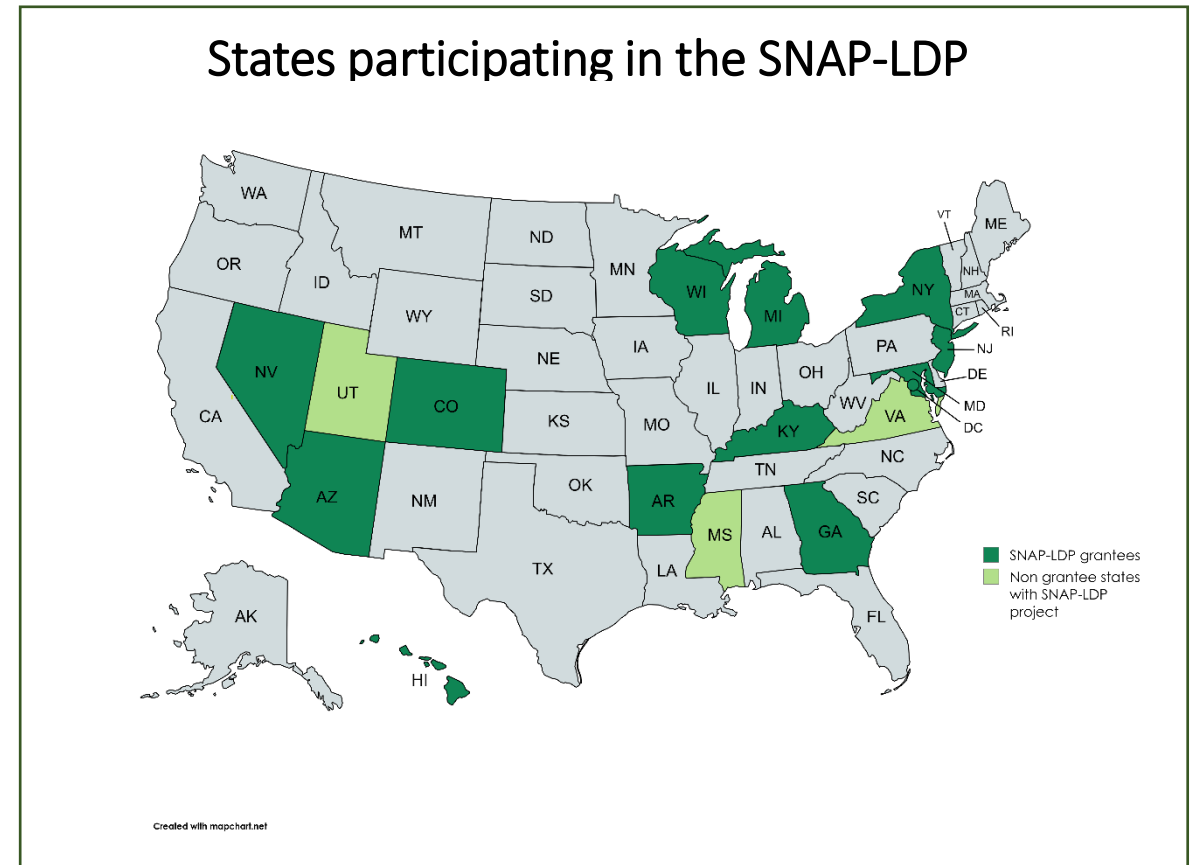 States participating in the SNAP-LDP
WA
MT
ND
MN
VT
ME
OR
ID
SD
WI
MI
NY
NH
MA
CT
RI
WY
IA
PA
NJ
NV
UT
CO
NE
IL
IN
OH
DE
CA
KS
MO
KY
WV
VA
MD
DC
AZ
NM
OK
AR
TN
NC
SC
TX
LA
MS
AL
GA
SNAP-LDP grantees
Non grantee states
with SNAP-LDP
project
AK
FL
HI
Created with mapchart.net